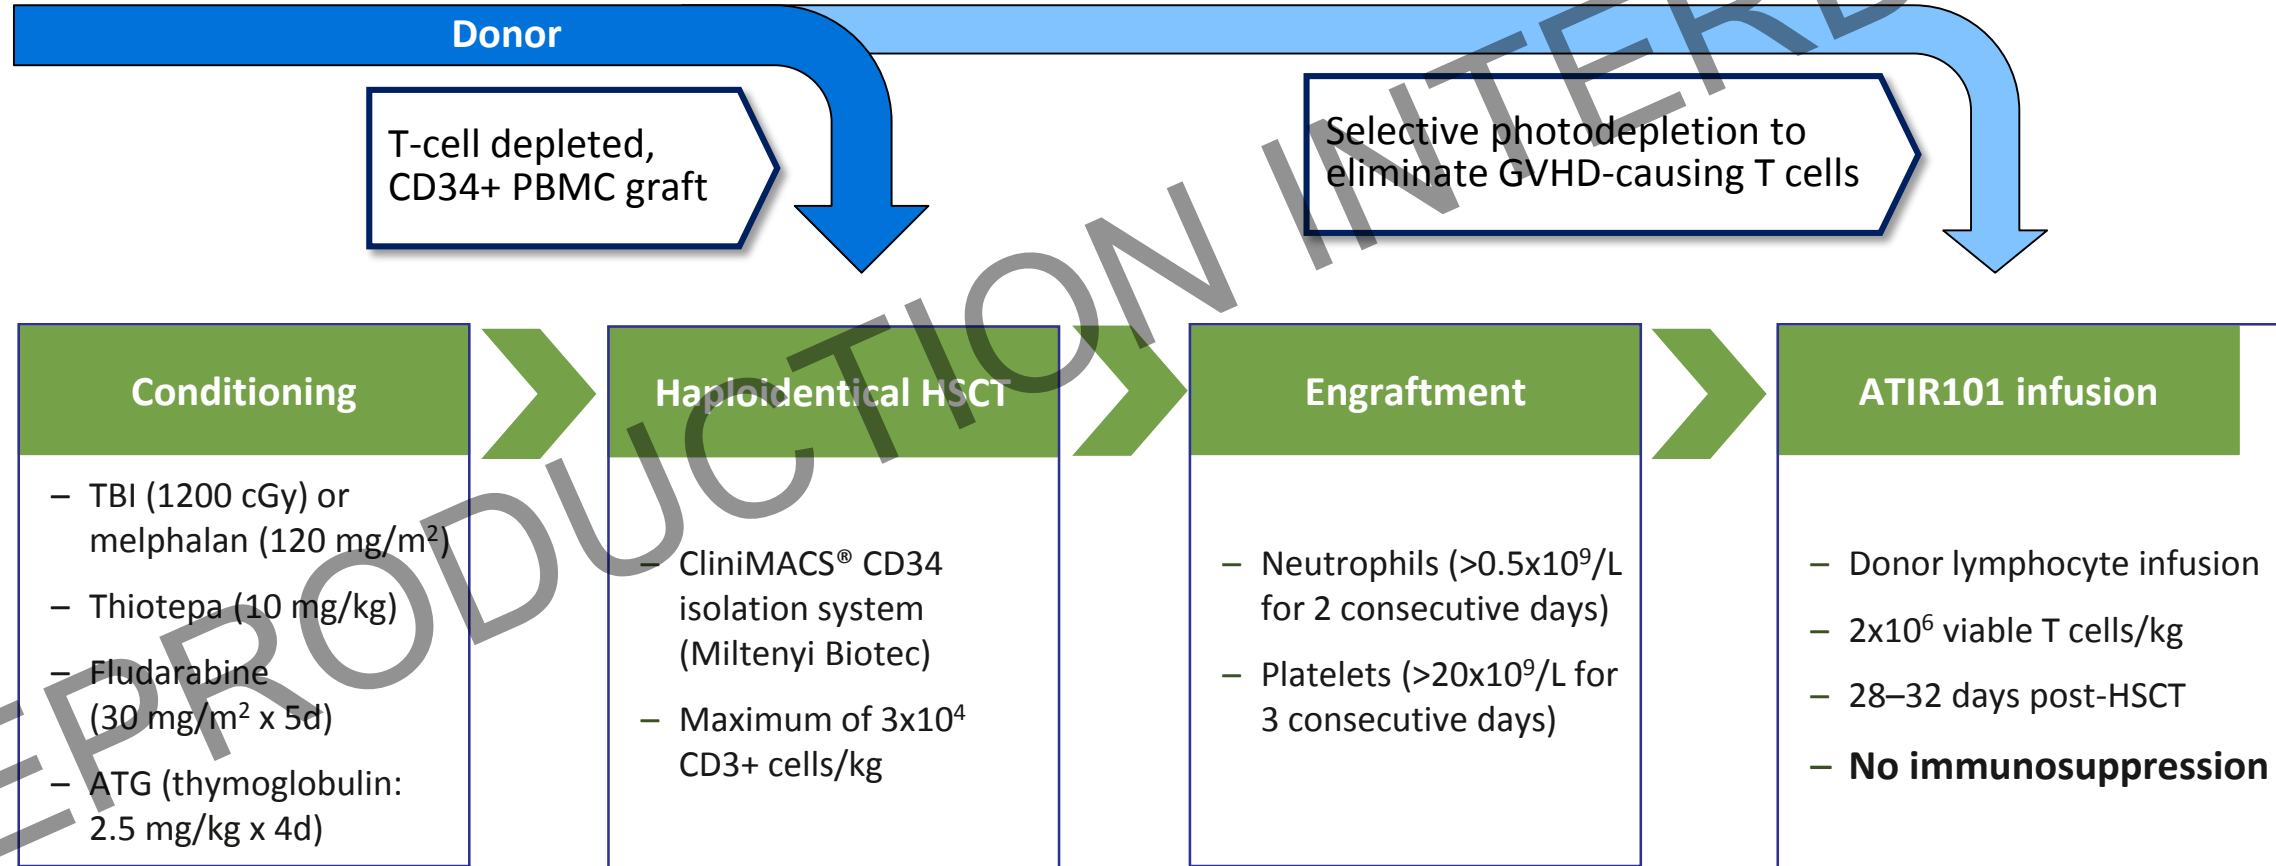 Donor
T-cell depleted,
CD34+ PBMC graft
Selective photodepletion to
eliminate GVHD-causing T cells
Conditioning
– TBI (1200 cGy) or
melphalan (120 mg/m²)
– Thiotepa (10 mg/kg)
– Fludarabine
(30 mg/m² x 5d)
– ATG (thymoglobulin:
2.5 mg/kg x 4d)
Haploidentical HSCT
– CliniMACS® CD34
isolation system
(Miltenyi Biotec)
– Maximum of 3x10⁴
CD3+ cells/kg
Engraftment
– Neutrophils (>0.5x10⁹/L
for 2 consecutive days)
– Platelets (>20x10⁹/L for
3 consecutive days)
ATIR101 infusion
– Donor lymphocyte infusion
– 2x10⁶ viable T cells/kg
– 28–32 days post-HSCT
– No immunosuppression
EPRODUCTION INTERD